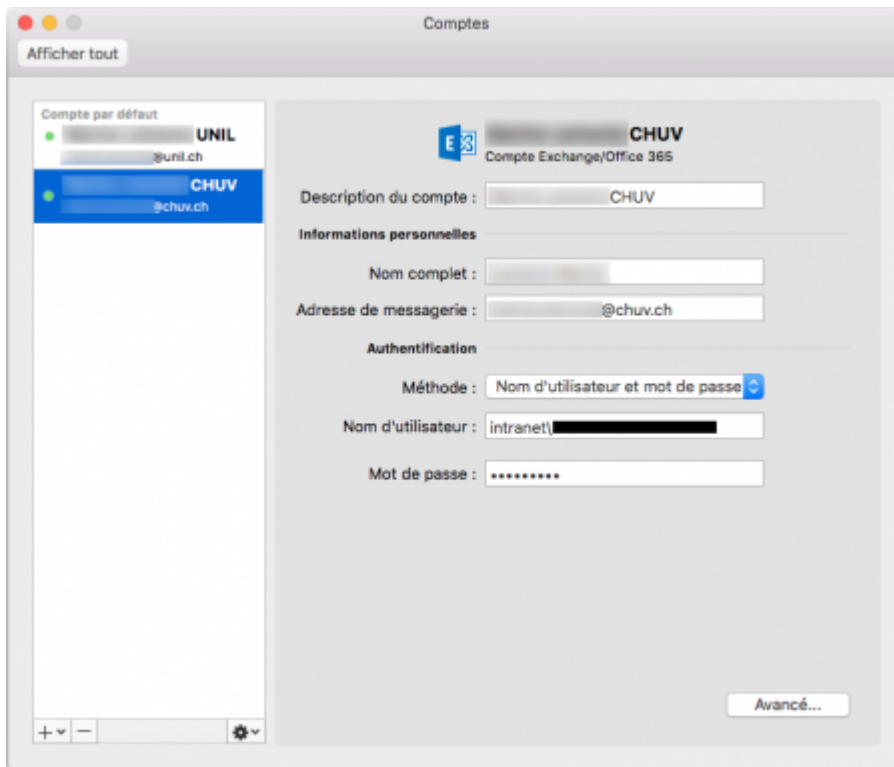 Comptes
Afficher tout
Compte par défaut
UNIL
@unil.ch
CHUV
@chuv.ch
CHUV
Compte Exchange/Office 365
Description du compte : CHUV
Informations personnelles
Nom complet :
Adresse de messagerie : @chuv.ch
Authentification
Méthode : Nom d'utilisateur et mot de passe
Nom d'utilisateur : intranet\
Mot de passe : •••••••••
Avancé...